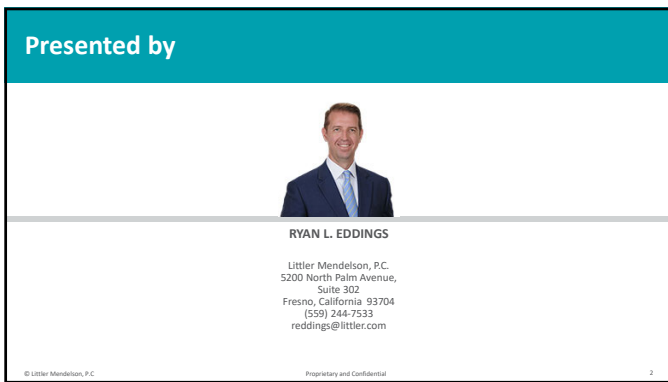 Presented by
RYAN L. EDDINGS
Littler Mendelson, P.C.
5200 North Palm Avenue,
Suite 302
Fresno, California 93704
(559) 244-7533
reddings@littler.com
© Littler Mendelson, P.C
Proprietary and Confidential
2